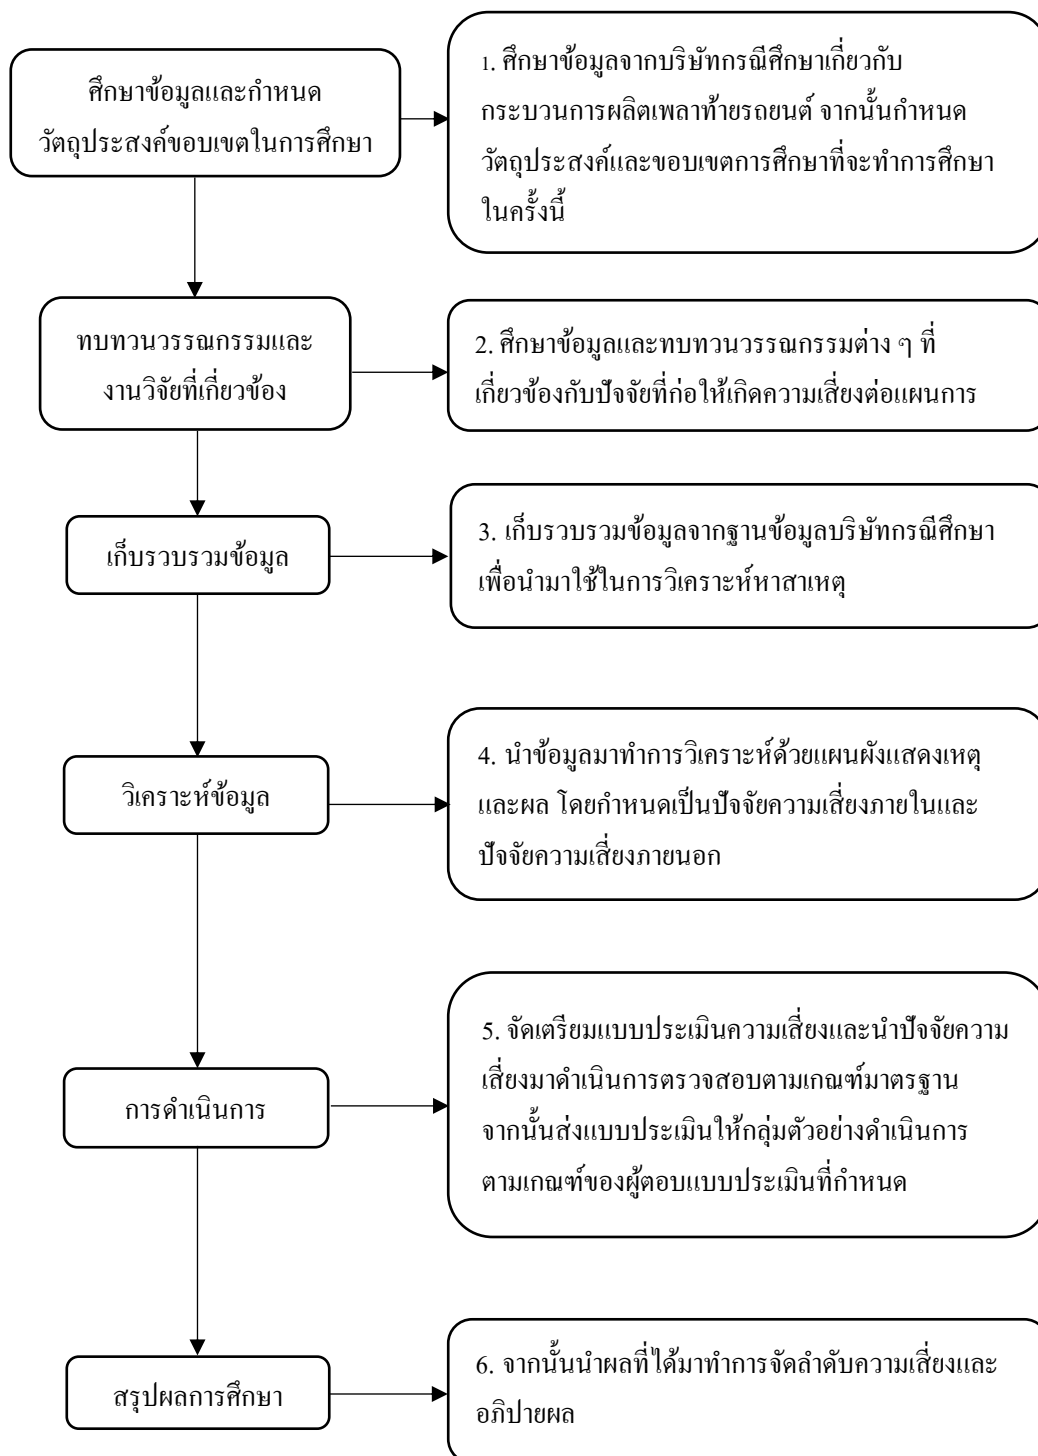 ศึกษาข้อมูลและกำหนด
วัตถุประสงค์ขอบเขตในการศึกษา
1. ศึกษาข้อมูลจากบริษัทกรณีศึกษาเกี่ยวกับ
กระบวนการผลิตเพลาท้ายรถยนต์ จากนั้นกำหนด
วัตถุประสงค์และขอบเขตการศึกษาที่จะทำการศึกษา
ในครั้งนี้
ทบทวนวรรณกรรมและ
งานวิจัยที่เกี่ยวข้อง
2. ศึกษาข้อมูลและทบทวนวรรณกรรมต่าง ๆ ที่
เกี่ยวข้องกับปัจจัยที่ก่อให้เกิดความเสี่ยงต่อแผนการ
เก็บรวบรวมข้อมูล
3. เก็บรวบรวมข้อมูลจากฐานข้อมูลบริษัทกรณีศึกษา
เพื่อนำมาใช้ในการวิเคราะห์หาสาเหตุ
วิเคราะห์ข้อมูล
4. นำข้อมูลมาทำการวิเคราะห์ด้วยแผนผังแสดงเหตุ
และผล โดยกำหนดเป็นปัจจัยความเสี่ยงภายในและ
ปัจจัยความเสี่ยงภายนอก
การดำเนินการ
5. จัดเตรียมแบบประเมินความเสี่ยงและนำปัจจัยความ
เสี่ยงมาดำเนินการตรวจสอบตามเกณฑ์มาตรฐาน
จากนั้นส่งแบบประเมินให้กลุ่มตัวอย่างดำเนินการ
ตามเกณฑ์ของผู้ตอบแบบประเมินที่กำหนด
สรุปผลการศึกษา
6. จากนั้นนำผลที่ได้มาทำการจัดลำดับความเสี่ยงและ
อภิปายผล